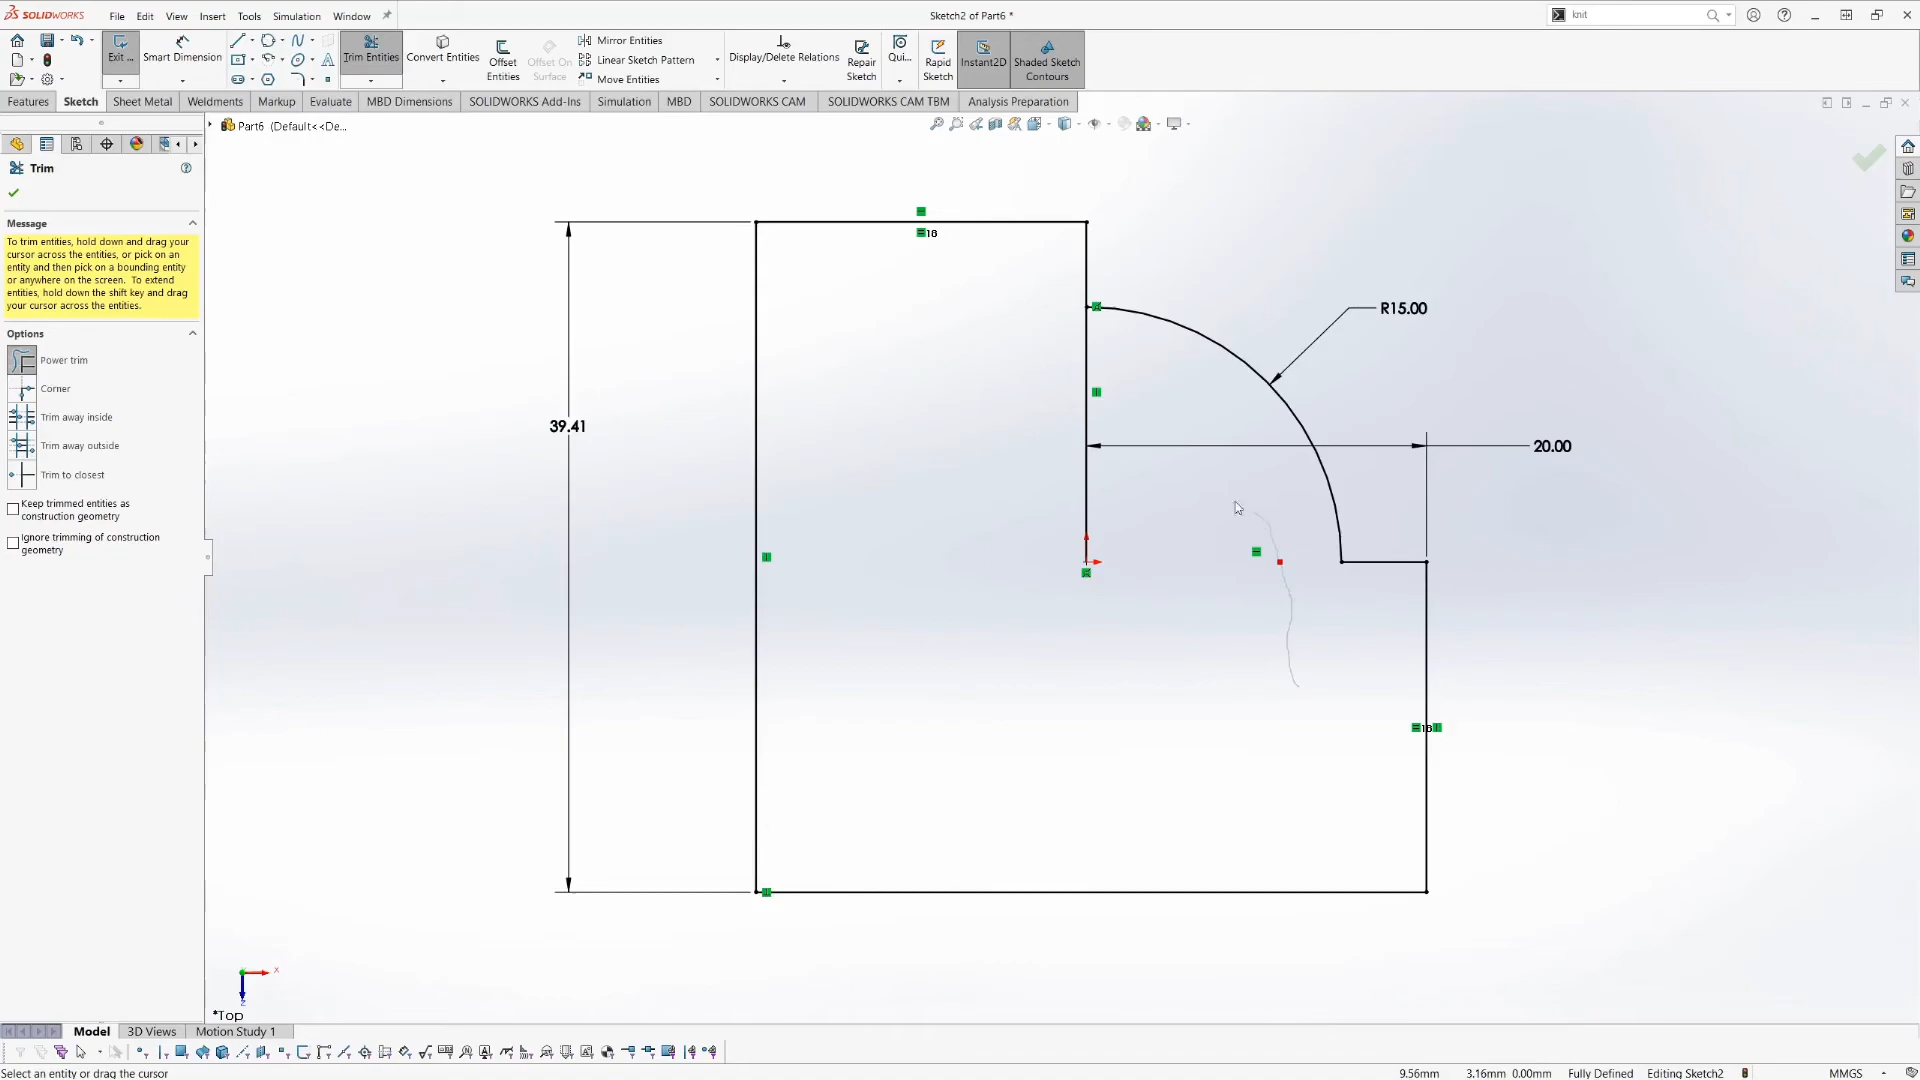 SOLIDWORKS File Edit View Insert Tools Simulation Window Sketch2 of Part6 * knit
Exit ... Smart Dimension Trim Entities Convert Entities Offset Entities Offset On Surface Mirror Entities Linear Sketch Pattern Move Entities Display/Delete Relations Repair Sketch Qui... Rapid Sketch Instant2D Shaded Sketch Contours
Features Sketch Sheet Metal Weldments Markup Evaluate MBD Dimensions SOLIDWORKS Add-Ins Simulation MBD SOLIDWORKS CAM SOLIDWORKS CAM TBM Analysis Preparation
Part6 (Default<<De...
Trim
Message
To trim entities, hold down and drag your
cursor across the entities, or pick on an
entity and then pick on a bounding entity
or anywhere on the screen. To extend
entities, hold down the shift key and drag
your cursor across the entities.
Options
Power trim
Corner
Trim away inside
Trim away outside
Trim to closest
Keep trimmed entities as
construction geometry
Ignore trimming of construction
geometry
18
R15.00
39.41
20.00
18
X
Z
*Top
Model 3D Views Motion Study 1
Select an entity or drag the cursor 9.56mm 3.16mm 0.00mm Fully Defined Editing Sketch2 MMGS